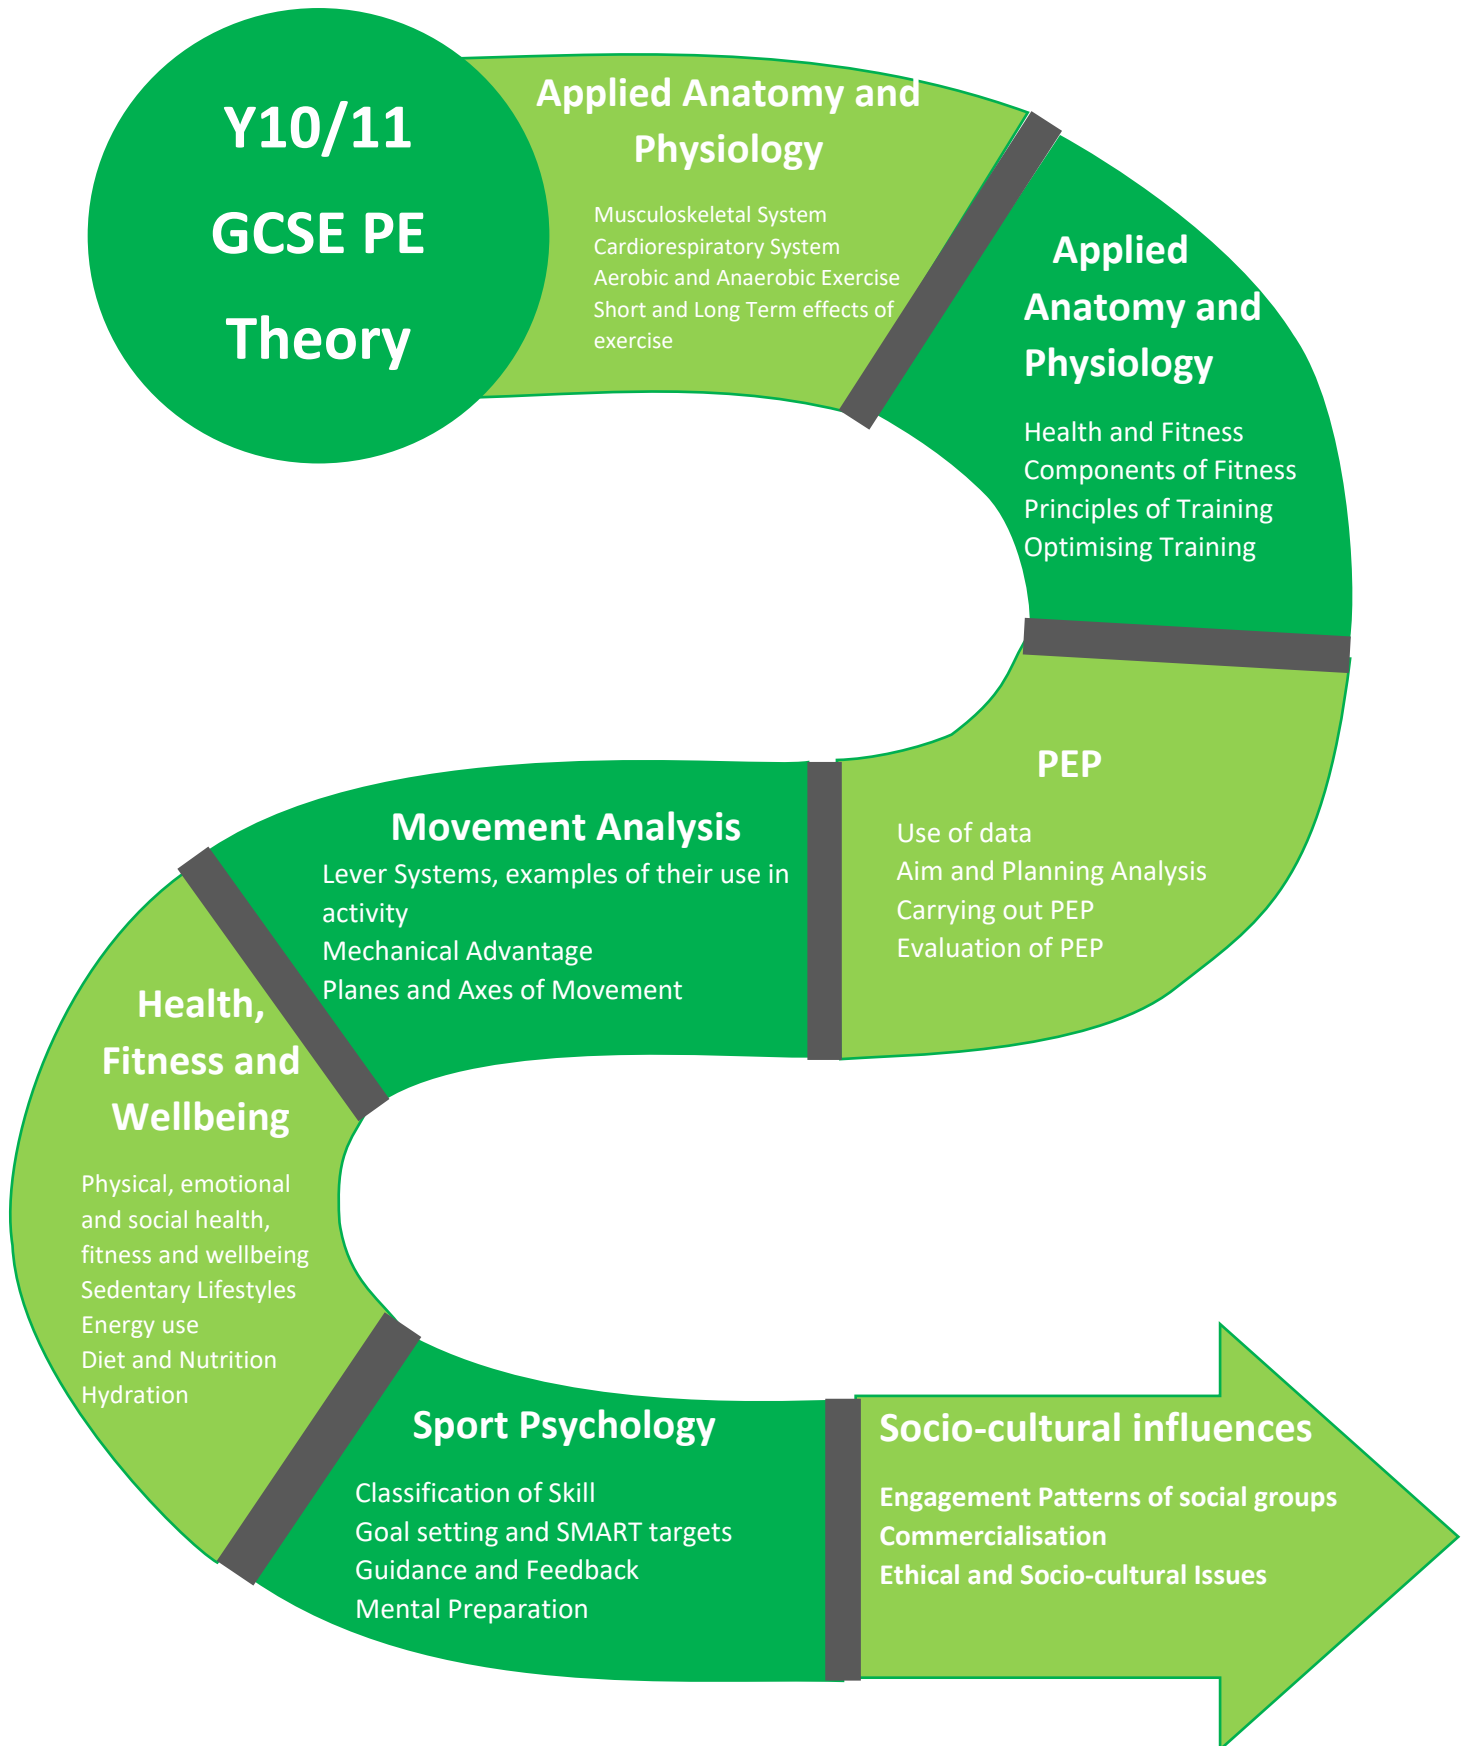 Y10/11
GCSE PE
Theory
Applied Anatomy and
Physiology
Musculoskeletal System
Cardiorespiratory System
Aerobic and Anaerobic Exercise
Short and Long Term effects of
exercise
Applied
Anatomy and
Physiology
Health and Fitness
Components of Fitness
Principles of Training
Optimising Training
PEP
Use of data
Aim and Planning Analysis
Carrying out PEP
Evaluation of PEP
Movement Analysis
Lever Systems, examples of their use in
activity
Mechanical Advantage
Planes and Axes of Movement
Health,
Fitness and
Wellbeing
Physical, emotional
and social health,
fitness and wellbeing
Sedentary Lifestyles
Energy use
Diet and Nutrition
Hydration
Sport Psychology
Classification of Skill
Goal setting and SMART targets
Guidance and Feedback
Mental Preparation
Socio-cultural influences
Engagement Patterns of social groups
Commercialisation
Ethical and Socio-cultural Issues